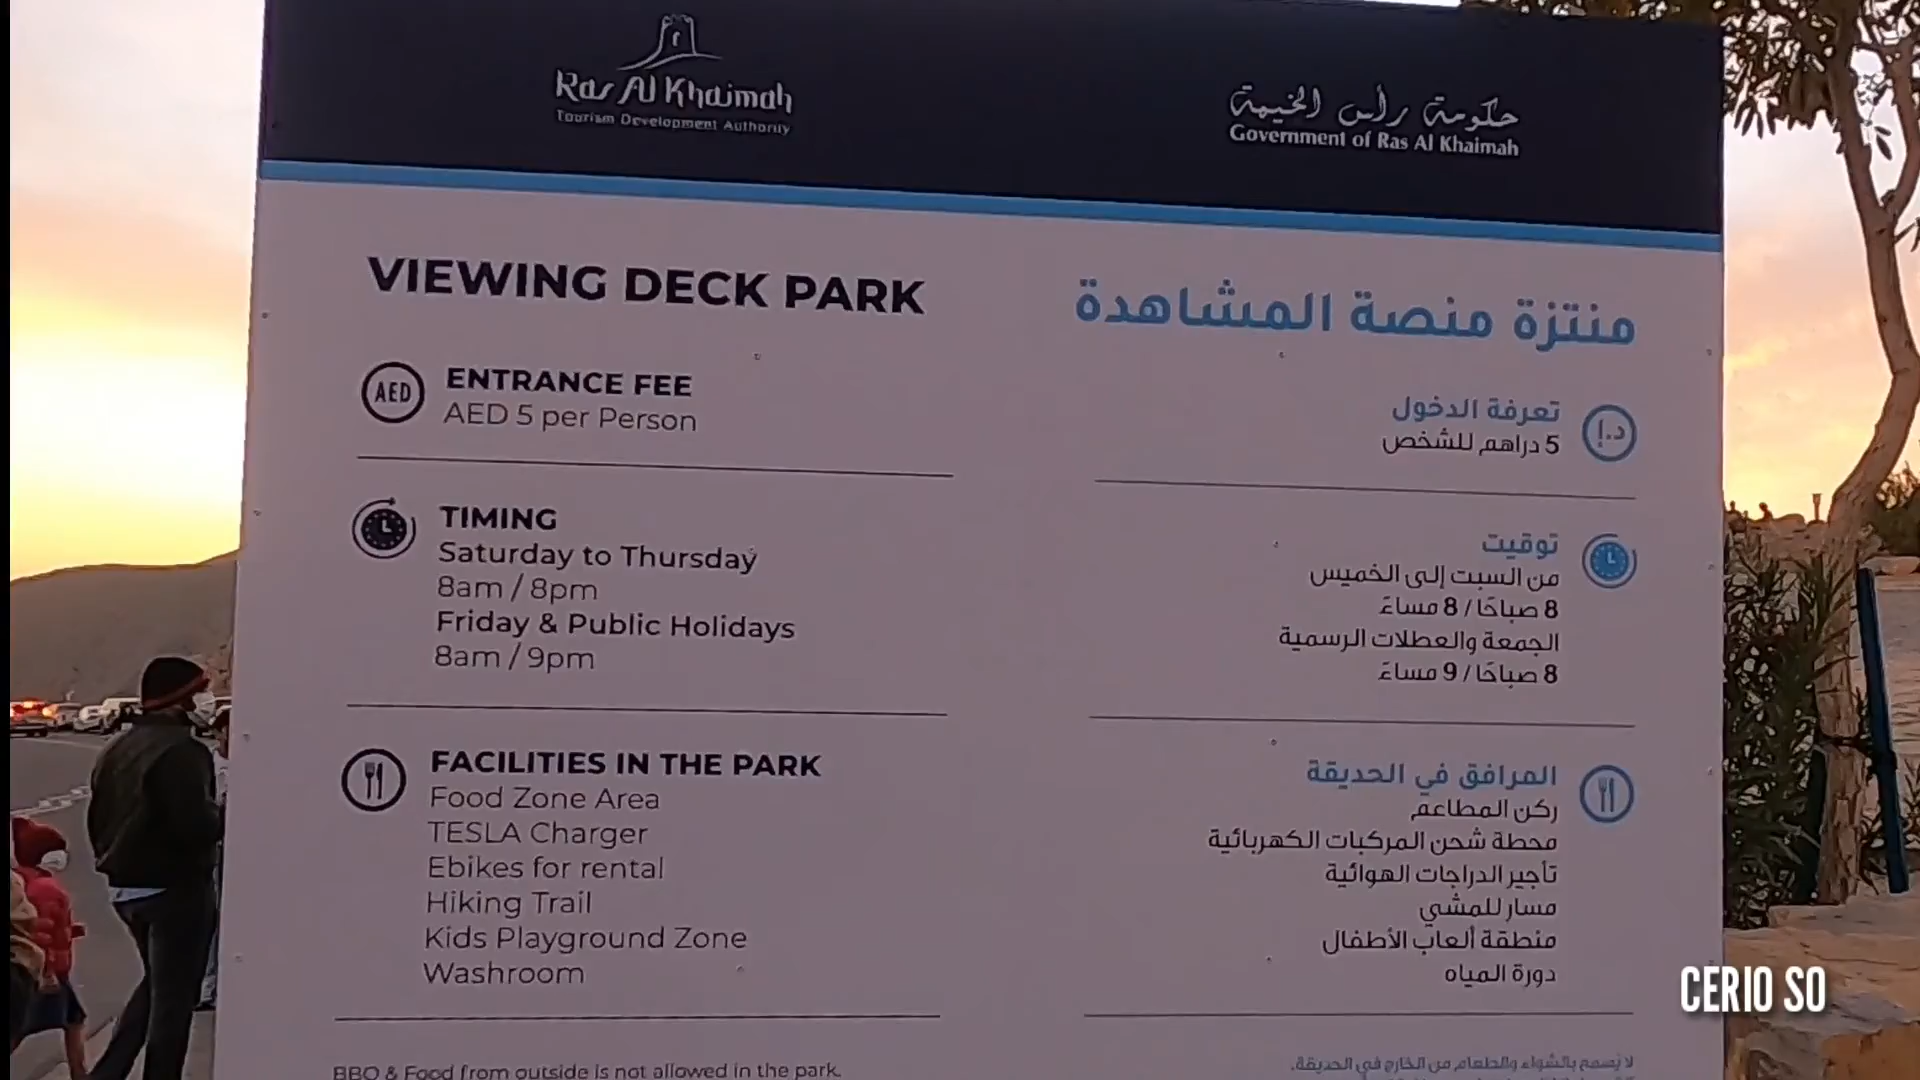 Ras Al Khaimah
Tourism Development Authority
حكومة رأس الخيمة
Government of Ras Al Khaimah
VIEWING DECK PARK
AED
ENTRANCE FEE
AED 5 per Person
TIMING
Saturday to Thursday
8am / 8pm
Friday & Public Holidays
8am / 9pm
FACILITIES IN THE PARK
Food Zone Area
TESLA Charger
Ebikes for rental
Hiking Trail
Kids Playground Zone
Washroom
BBQ & Food from outside is not allowed in the park.
منتزة منصة المشاهدة
د.إ
تعرفة الدخول
5 دراهم للشخص
توقيت
من السبت إلى الخميس
8 صباحًا / 8 مساءً
الجمعة والعطلات الرسمية
8 صباحًا / 9 مساءً
المرافق في الحديقة
ركن المطاعم
محطة شحن المركبات الكهربائية
تأجير الدراجات الهوائية
مسار للمشي
منطقة ألعاب الأطفال
دورة المياه
لا يُسمح بالشواء والطعام من الخارج في الحديقة.
CERIO SO